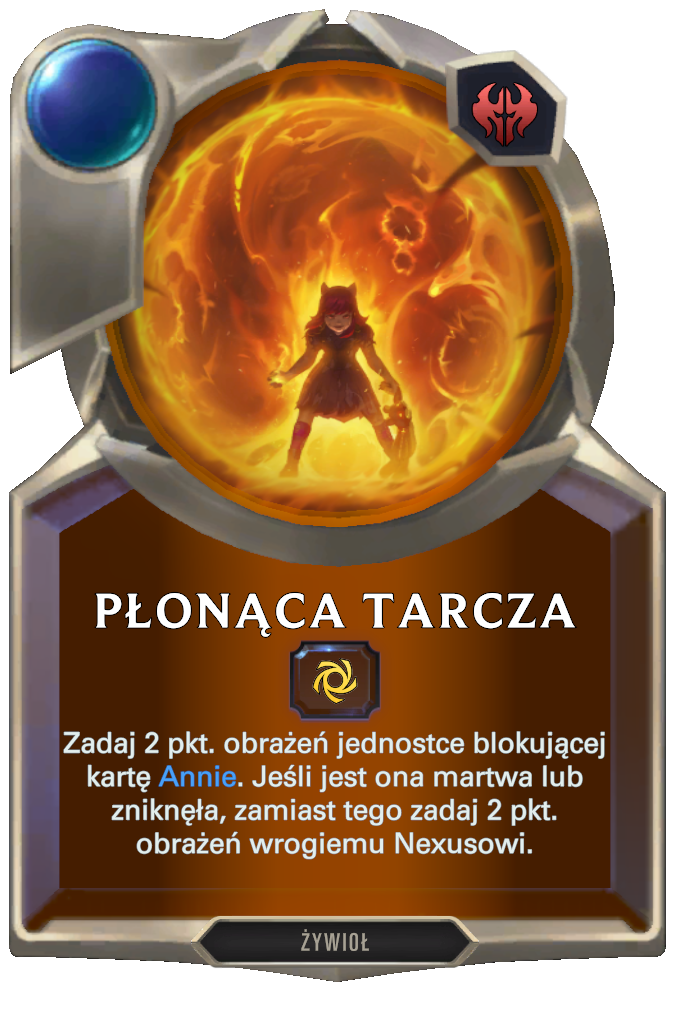 PŁONĄCA TARCZA
Zadaj 2 pkt. obrażeń jednostce blokującej
kartę Annie. Jeśli jest ona martwa lub
zniknęła, zamiast tego zadaj 2 pkt.
obrażeń wrogiemu Nexusowi.
ŻYWIOŁ